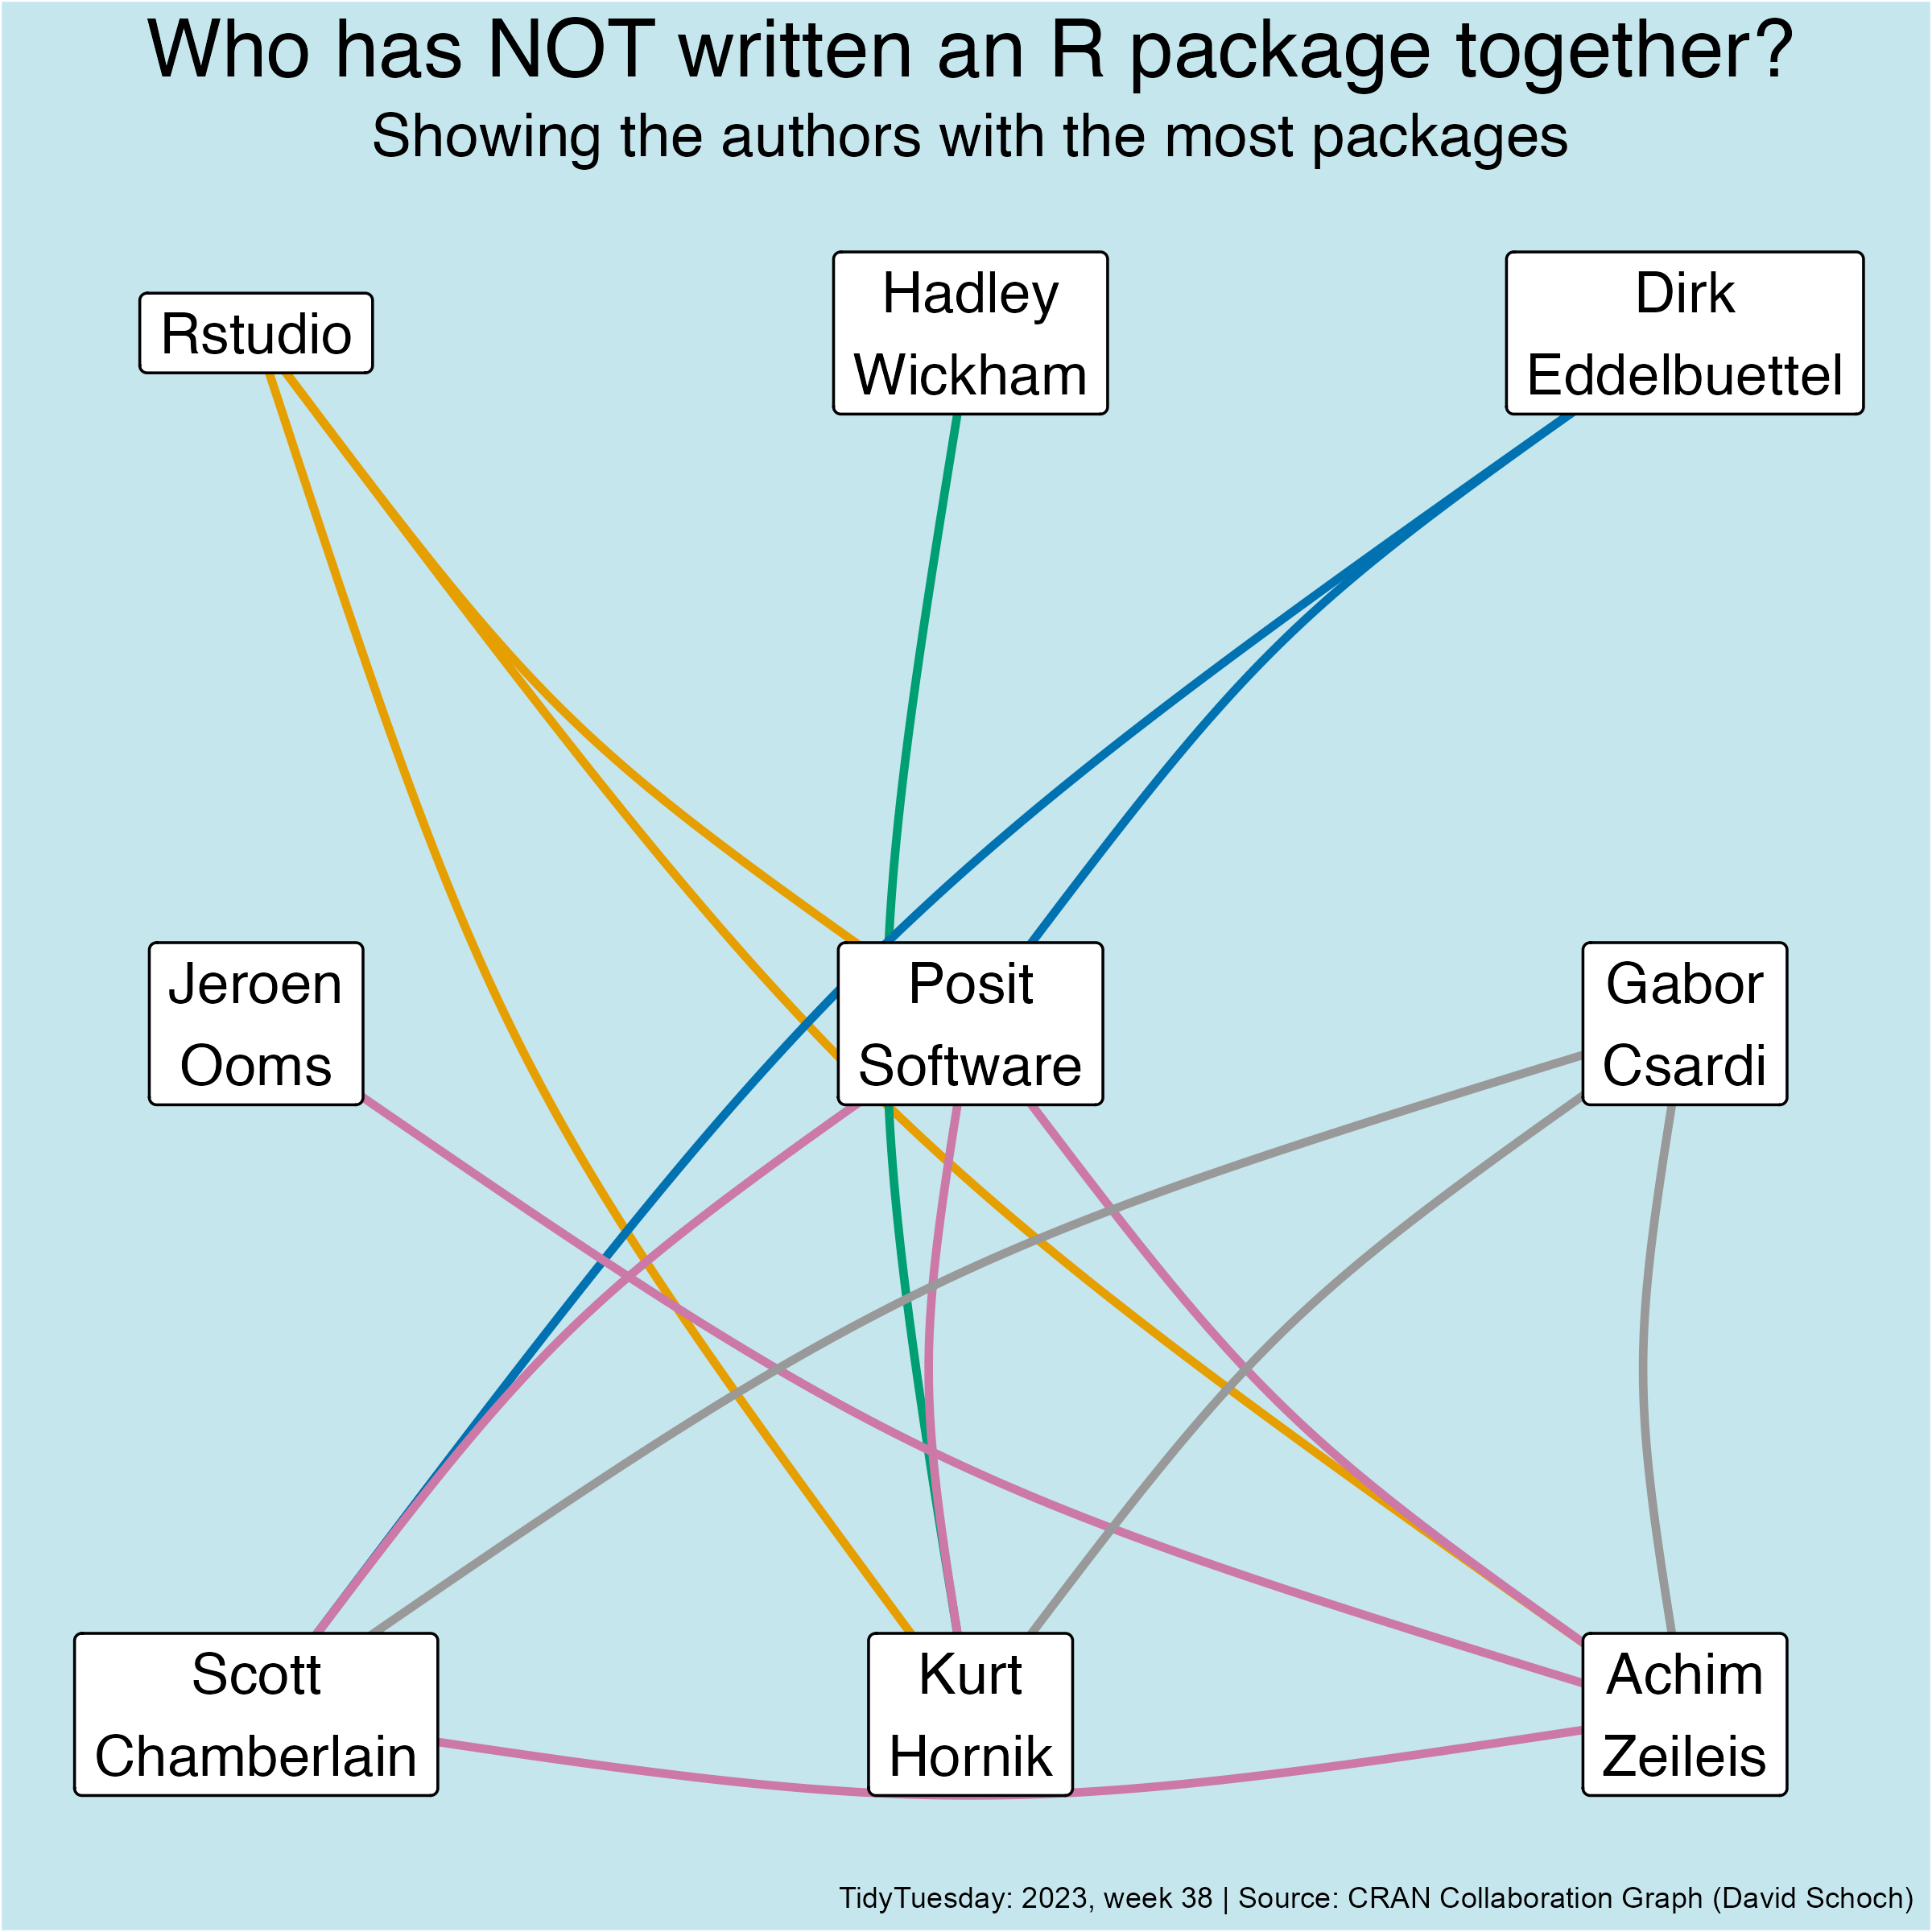 Who has NOT written an R package together?
Showing the authors with the most packages
Rstudio
Hadley
Wickham
Dirk
Eddelbuettel
Jeroen
Ooms
Posit
Software
Gabor
Csardi
Scott
Chamberlain
Kurt
Hornik
Achim
Zeileis
TidyTuesday: 2023, week 38 | Source: CRAN Collaboration Graph (David Schoch)